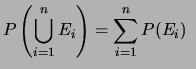 $P\left(\bigcup_{i=1}^{n} E_i\right) = \sum_{i=1}^{n} P(E_i)$